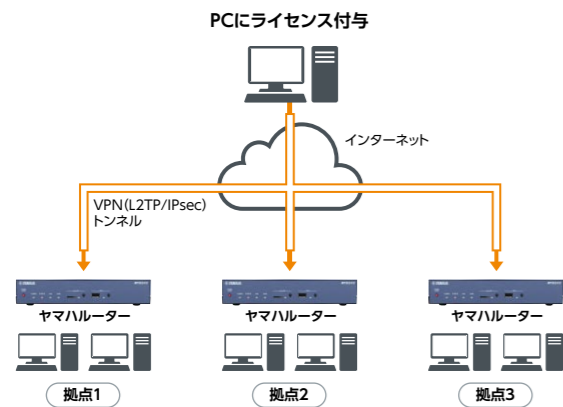 PCにライセンス付与
インターネット
VPN(L2TP/IPsec)
トンネル
ヤマハルーター
ヤマハルーター
ヤマハルーター
拠点1
拠点2
拠点3